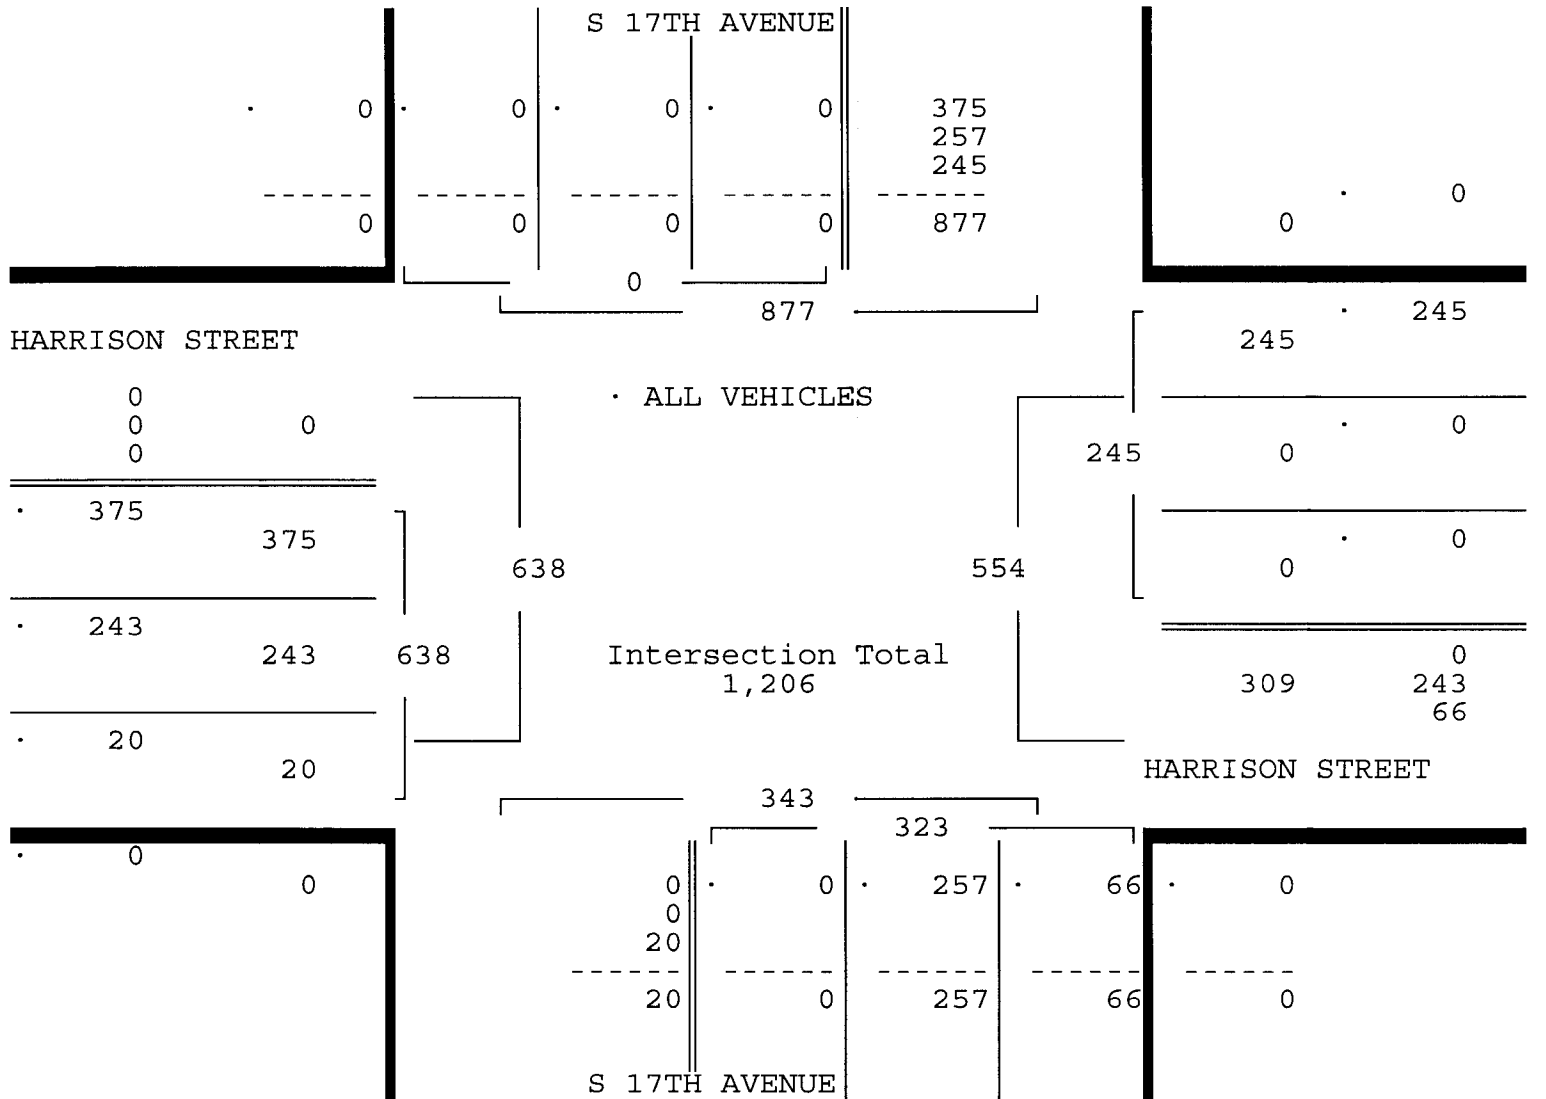 S 17TH AVENUE
· 0 · 0 · 0 · 0 375
257
245
· 0
0 0 0 0 877 0
0
877 · 245
HARRISON STREET 245
0 · ALL VEHICLES
0 0 · 0
0 245 0
· 375
375 · 0
638 554 0
· 243
243 638 Intersection Total 0
1,206 309 243
66
· 20
20 HARRISON STREET
343
323
· 0
0 0 · 0 · 257 · 66 · 0
0
20
20 0 257 66 0
S 17TH AVENUE